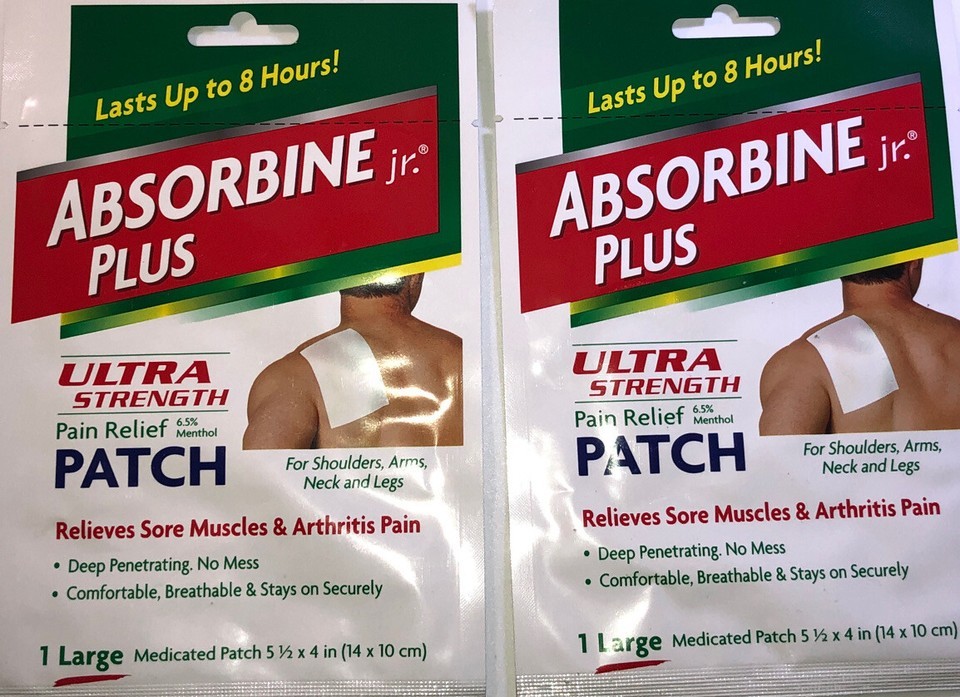 Lasts Up to 8 Hours!
ABSORBINE jr.®
PLUS
ULTRA
STRENGTH
Pain Relief 6.5% Menthol
PATCH
For Shoulders, Arms,
Neck and Legs
Relieves Sore Muscles & Arthritis Pain
• Deep Penetrating. No Mess
• Comfortable, Breathable & Stays on Securely
1 Large Medicated Patch 5 ½ x 4 in (14 x 10 cm)
Lasts Up to 8 Hours!
ABSORBINE jr.®
PLUS
ULTRA
STRENGTH
Pain Relief 6.5% Menthol
PATCH
For Shoulders, Arms,
Neck and Legs
Relieves Sore Muscles & Arthritis Pain
• Deep Penetrating. No Mess
• Comfortable, Breathable & Stays on Securely
1 Large Medicated Patch 5 ½ x 4 in (14 x 10 cm)